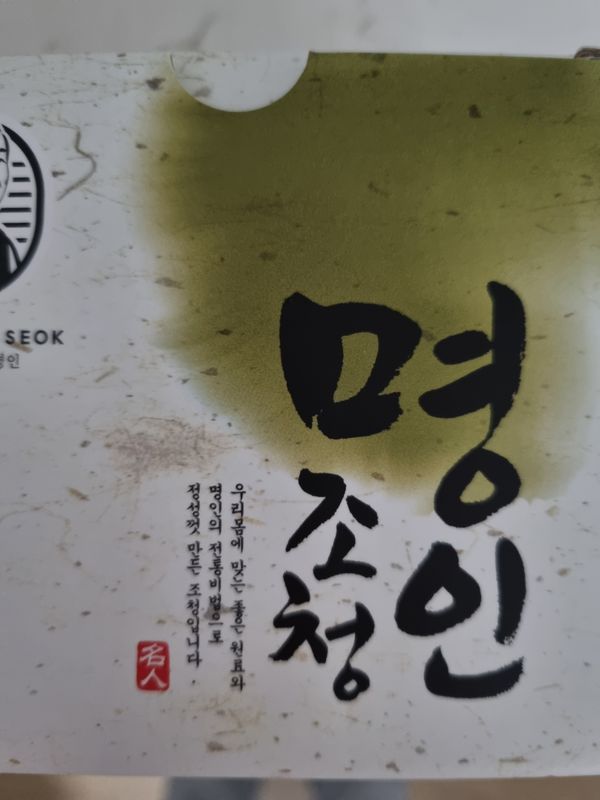 SEOK
명인
조청
우리몸에 맞는 좋은 원료와
명인의 전통비법으로
정성껏 만든 조청입니다.
名人